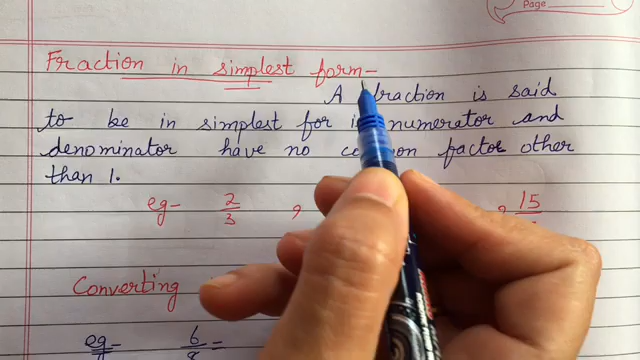 Page
Fraction in simplest form-
A fraction is said
to be in simplest for numerator and
denominator have no factor other
than 1.
eg- 2/3 , , 15
Converting
eg- 6/8 =